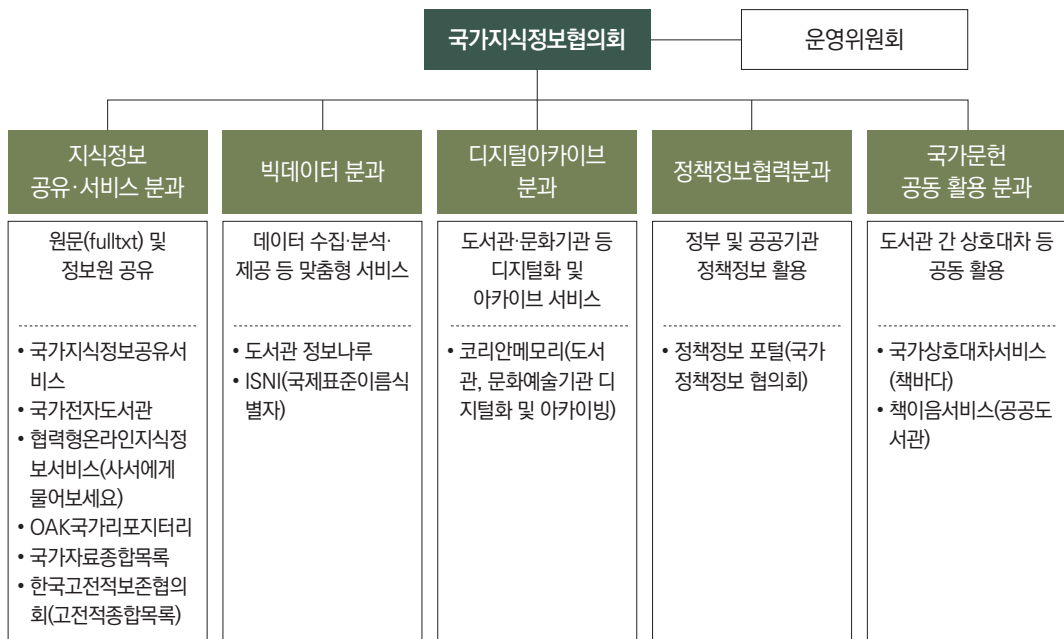 국가지식정보협의회
운영위원회
지식정보
공유·서비스 분과
원문(fulltxt) 및
정보원 공유
• 국가지식정보공유서
비스
• 국가전자도서관
• 협력형온라인지식정
보서비스(사서에게
물어보세요)
• OAK국가리포지터리
• 국가자료종합목록
• 한국고전적보존협의
회(고전적종합목록)
빅데이터 분과
데이터 수집·분석·
제공 등 맞춤형 서비스
• 도서관 정보나루
• ISNI(국제표준이름식
별자)
디지털아카이브
분과
도서관·문화기관 등
디지털화 및
아카이브 서비스
• 코리안메모리(도서
관, 문화예술기관 디
지털화 및 아카이빙)
정책정보협력분과
정부 및 공공기관
정책정보 활용
• 정책정보 포털(국가
정책정보 협의회)
국가문헌
공동 활용 분과
도서관 간 상호대차 등
공동 활용
• 국가상호대차서비스
(책바다)
• 책이음서비스(공공도
서관)